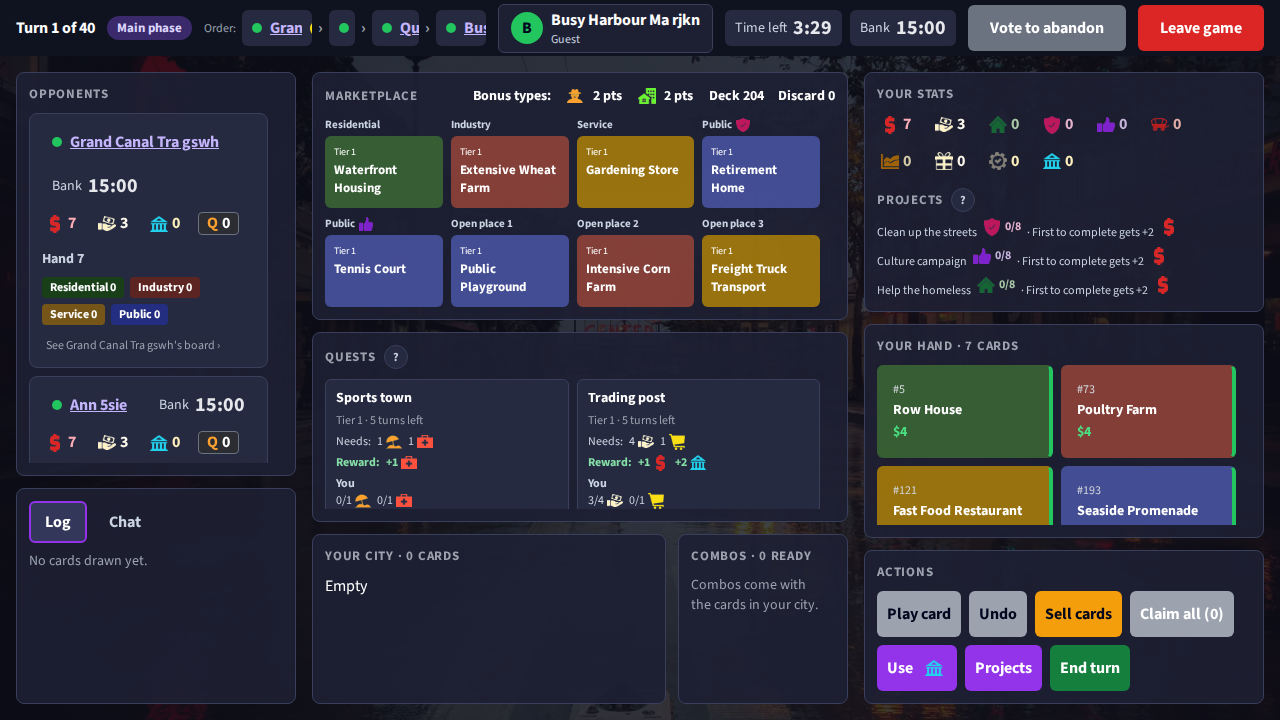 Turn 1 of 40
Main phase
Order:
Gran
›
›
Qu
›
Bus
B
Busy Harbour Ma rjkn
Guest
Time left 3:29
Bank 15:00
Vote to abandon
Leave game
OPPONENTS
Grand Canal Tra gswh
Bank 15:00
7 3 0 Q 0
Hand 7
Residential 0 Industry 0
Service 0 Public 0
See Grand Canal Tra gswh's board ›
Ann 5sie Bank 15:00
7 3 0 Q 0
Log Chat
No cards drawn yet.
MARKETPLACE Bonus types: 2 pts 2 pts Deck 204 Discard 0
Residential Industry Service Public
Tier 1
Waterfront
Housing
Tier 1
Extensive Wheat
Farm
Tier 1
Gardening Store
Tier 1
Retirement
Home
Public Open place 1 Open place 2 Open place 3
Tier 1
Tennis Court
Tier 1
Public
Playground
Tier 1
Intensive Corn
Farm
Tier 1
Freight Truck
Transport
QUESTS ?
Sports town
Tier 1 · 5 turns left
Needs: 1 1
Reward: +1
You
0/1 0/1
Trading post
Tier 1 · 5 turns left
Needs: 4 1
Reward: +1 +2
You
3/4 0/1
YOUR CITY · 0 CARDS
Empty
COMBOS · 0 READY
Combos come with
the cards in your city.
YOUR STATS
7 3 0 0 0 0
0 0 0 0
PROJECTS ?
Clean up the streets 0/8 · First to complete gets +2
Culture campaign 0/8 · First to complete gets +2
Help the homeless 0/8 · First to complete gets +2
YOUR HAND · 7 CARDS
#5
Row House
$4
#73
Poultry Farm
$4
#121
Fast Food Restaurant
#193
Seaside Promenade
ACTIONS
Play card Undo Sell cards Claim all (0)
Use Projects End turn